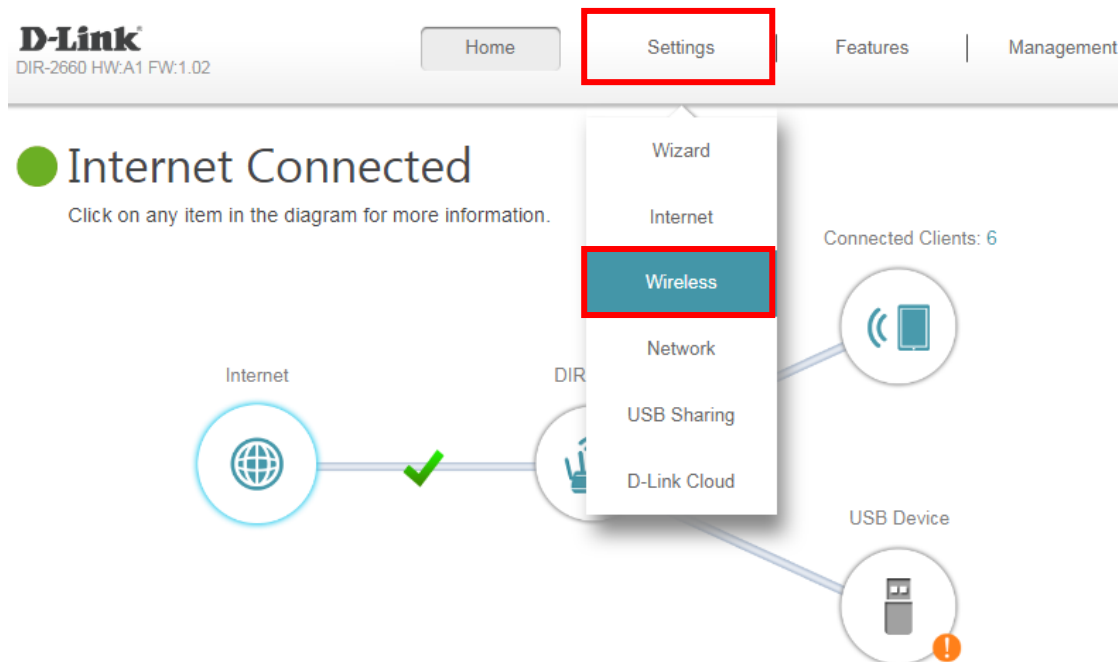 D-Link
DIR-2660 HW:A1 FW:1.02
Home
Settings
Features
Management
Wizard
Internet
Wireless
Network
USB Sharing
D-Link Cloud
Internet Connected
Click on any item in the diagram for more information.
Connected Clients: 6
Internet
DIR
USB Device